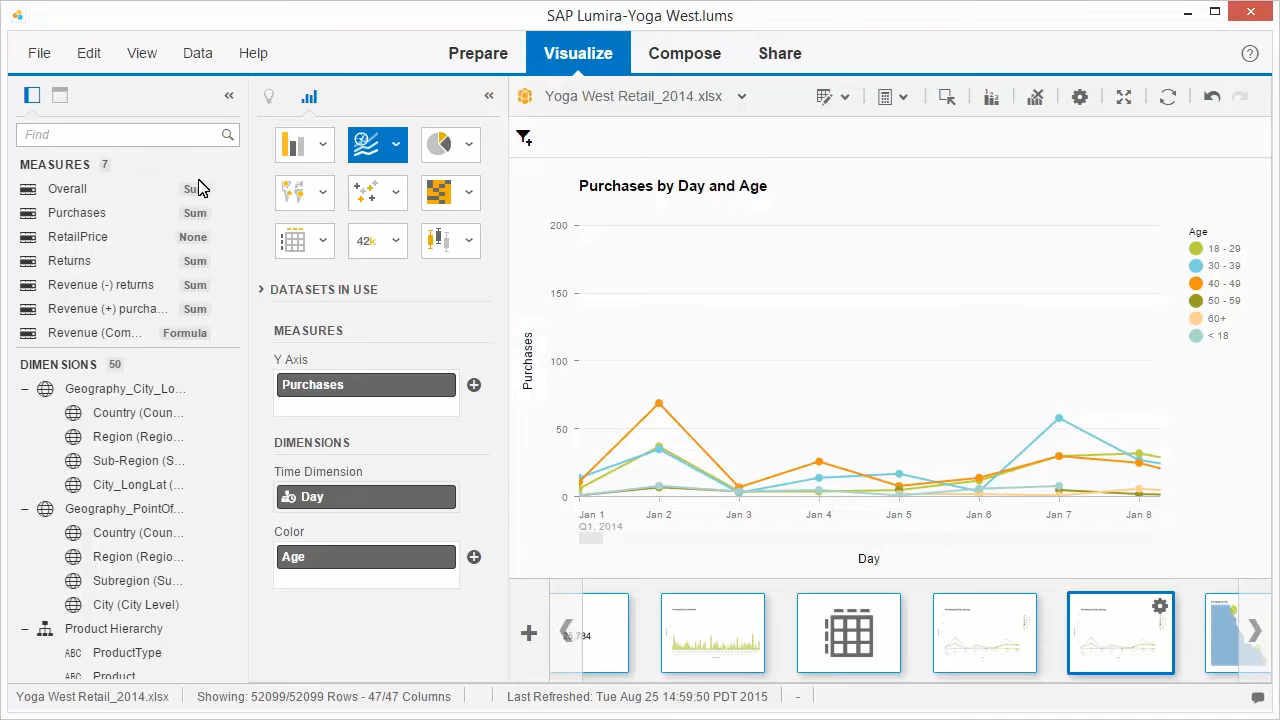 SAP Lumira-Yoga West.lums
File Edit View Data Help
Prepare Visualize Compose Share
Yoga West Retail_2014.xlsx
Find
MEASURES 7
Overall Sum
Purchases Sum
RetailPrice None
Returns Sum
Revenue (-) returns Sum
Revenue (+) purcha... Sum
Revenue (Com... Formula
DIMENSIONS 50
Geography_City_Lo...
Country (Coun...
Region (Regio...
Sub-Region (S...
City_LongLat (...
Geography_PointOf...
Country (Coun...
Region (Regio...
Subregion (Su...
City (City Level)
Product Hierarchy
ABC ProductType
ABC Product
42k
DATASETS IN USE
MEASURES
Y Axis
Purchases
DIMENSIONS
Time Dimension
Day
Color
Age
Purchases by Day and Age
200
150
100
50
0
Purchases
Jan 1 Jan 2 Jan 3 Jan 4 Jan 5 Jan 6 Jan 7 Jan 8
Q1, 2014
Day
Age
18 - 29
30 - 39
40 - 49
50 - 59
60+
< 18
Yoga West Retail_2014.xlsx Showing: 52099/52099 Rows - 47/47 Columns Last Refreshed: Tue Aug 25 14:59:50 PDT 2015 -